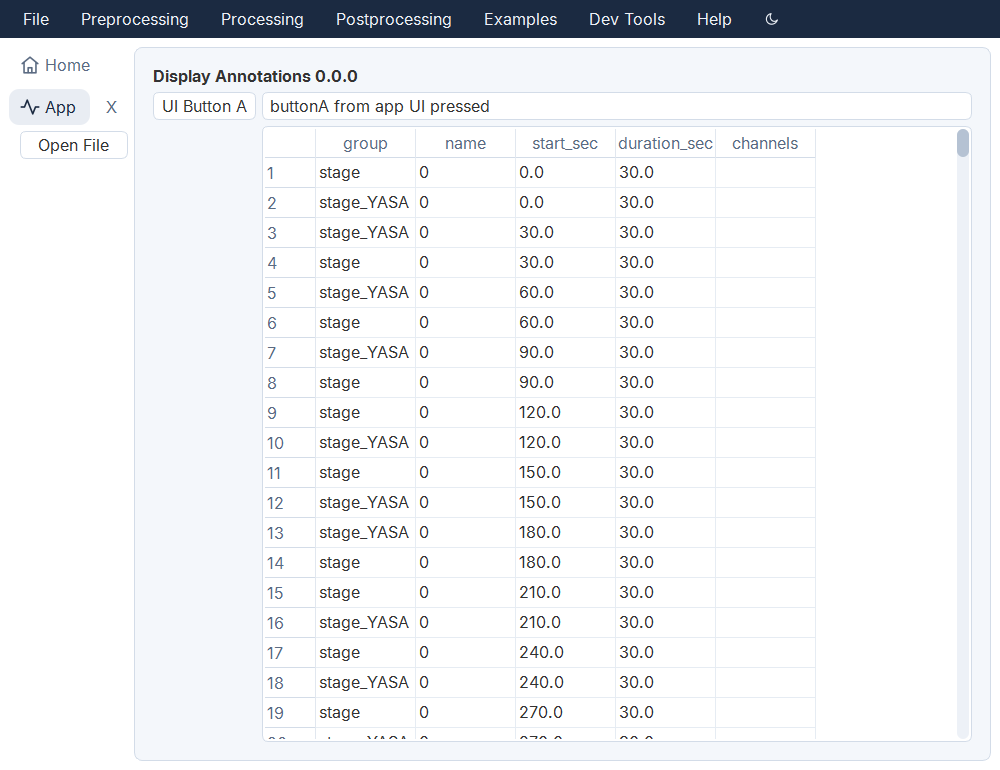 File Preprocessing Processing Postprocessing Examples Dev Tools Help
Home
App X
Open File
Display Annotations 0.0.0
UI Button A buttonA from app UI pressed
group name start_sec duration_sec channels
1 stage 0 0.0 30.0
2 stage_YASA 0 0.0 30.0
3 stage_YASA 0 30.0 30.0
4 stage 0 30.0 30.0
5 stage_YASA 0 60.0 30.0
6 stage 0 60.0 30.0
7 stage_YASA 0 90.0 30.0
8 stage 0 90.0 30.0
9 stage 0 120.0 30.0
10 stage_YASA 0 120.0 30.0
11 stage 0 150.0 30.0
12 stage_YASA 0 150.0 30.0
13 stage_YASA 0 180.0 30.0
14 stage 0 180.0 30.0
15 stage 0 210.0 30.0
16 stage_YASA 0 210.0 30.0
17 stage 0 240.0 30.0
18 stage_YASA 0 240.0 30.0
19 stage 0 270.0 30.0